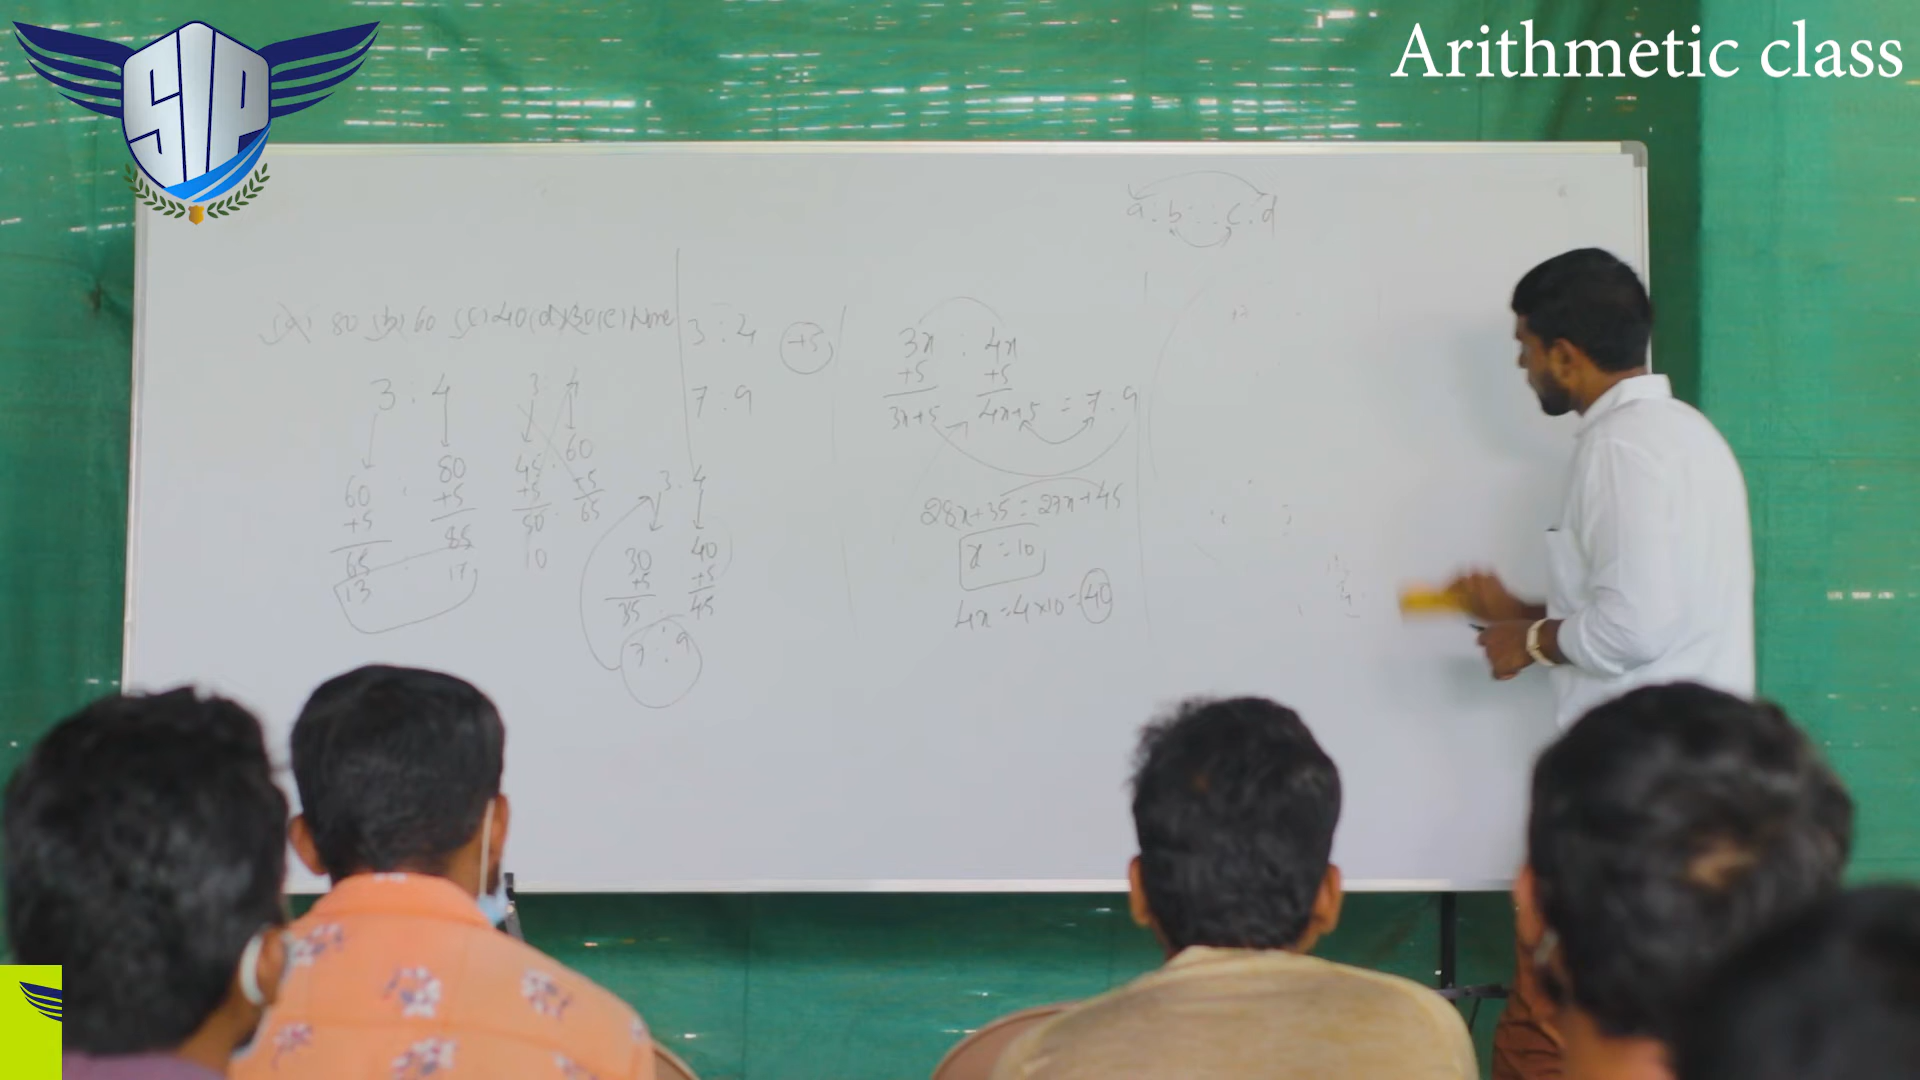 SIP
Arithmetic class
a : b :: c : d
(a) 80 (b) 60 (c) 40 (d) 30 (e) None
3 : 4
+5
7 : 9
3 : 4
60 : 80
+5 +5
65 85
13 17
3 : 4
45 : 60
+5 +5
50 : 65
10
3 : 4
30 40
+5 +5
35 : 45
7 : 9
3x : 4x
+5 +5
3x+5 4x+5 = 7 : 9
28x+35 = 27x+45
x = 10
4x = 4×10 = 40